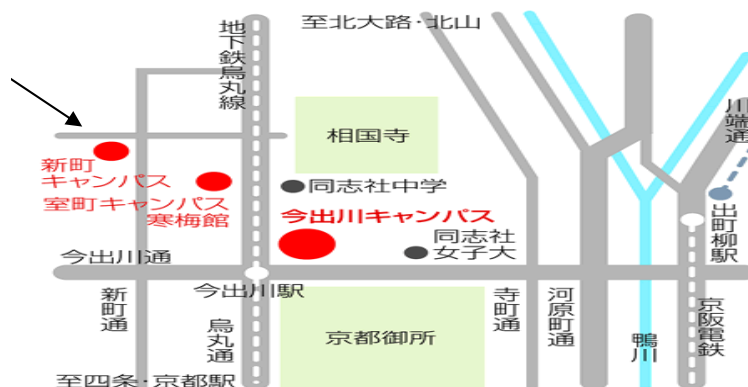 至北大路･北山
地下鉄烏丸線
川端通
相国寺
新町
キャンパス
同志社中学
室町キャンパス
寒梅館
今出川キャンパス
同志社
女子大
出町柳駅
今出川通
今出川駅
新町通
烏丸通
京都御所
寺町通
河原町通
鴨川
京阪電鉄
至四条･京都駅